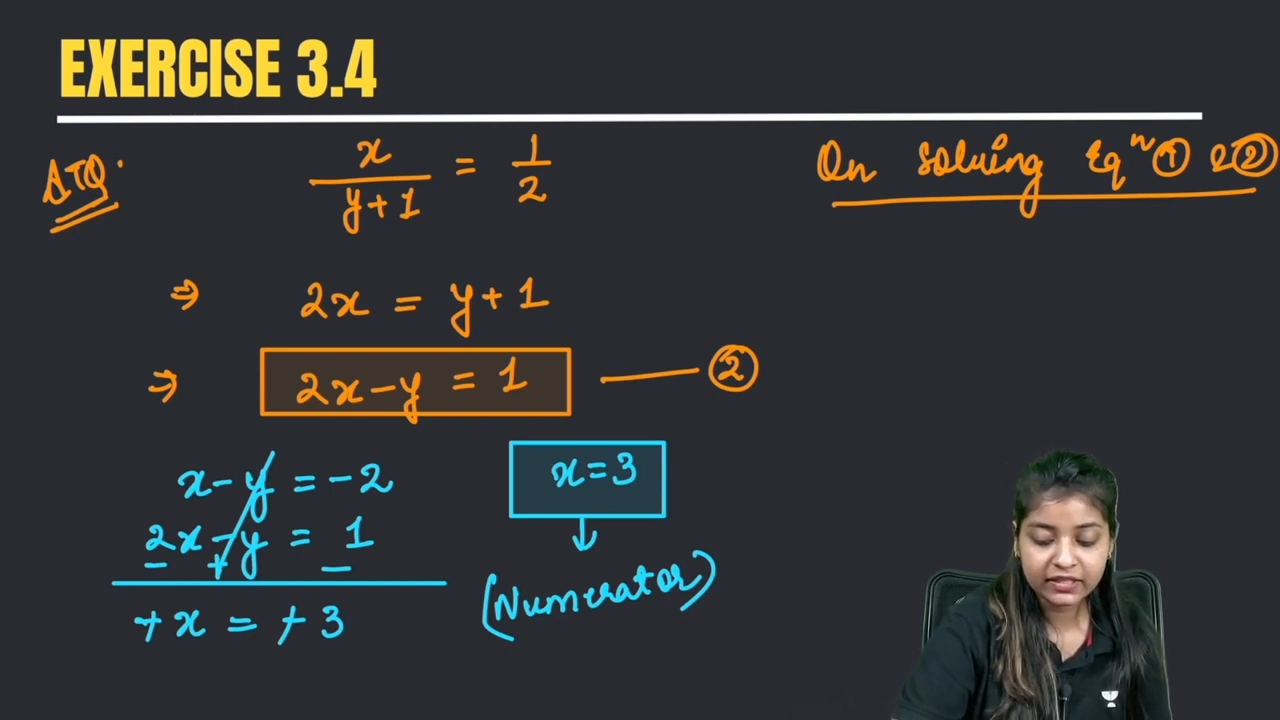 EXERCISE 3.4
ATQ.
x / y+1 = 1 / 2
On solving Eqⁿ ① & ②
⇒ 2x = y+1
⇒ 2x-y = 1 —— ②
x-y = -2
2x-y = 1
- + -
+x = +3
x=3
↓
(Numerator)